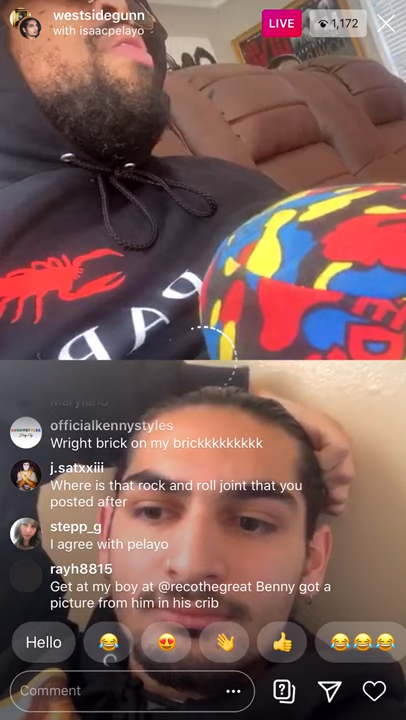 westsidegunn
with isaacpelayo
LIVE
1,172
PAP
Maryland
officialkennystyles
Wright brick on my brickkkkkkkkkk
j.satxxiii
Where is that rock and roll joint that you
posted after
stepp_g
I agree with pelayo
rayh8815
Get at my boy at @recothegreat Benny got a
picture from him in his crib
Hello
Comment